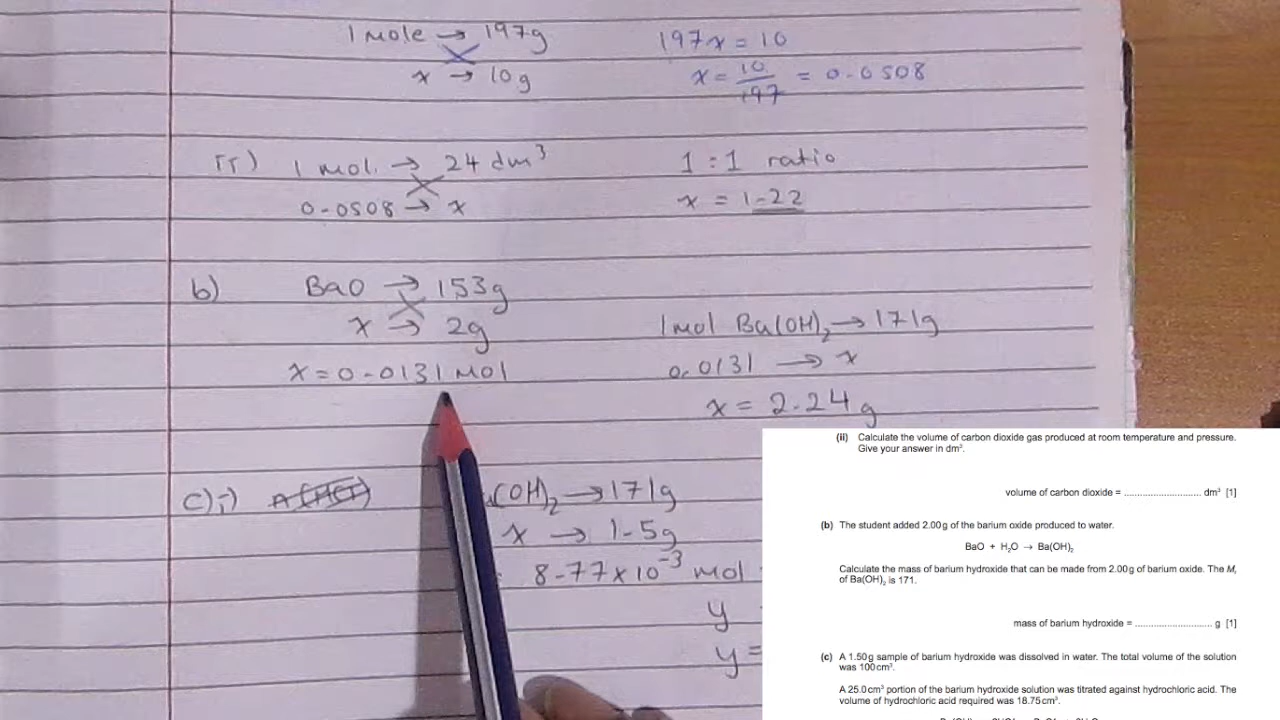 1 mole → 197g 197x = 10
x → 10g x = 10/197 = 0.0508
ii) 1 mol. → 24 dm³ 1 : 1 ratio
0.0508 → x x = 1.22
b) BaO → 153g
x → 2g 1mol Ba(OH)₂ → 171g
x = 0.0131 mol 0.0131 → x
x = 2.24g
c) i) (OH)₂ → 171g
x → 1.5g
8.77x10⁻³ mol
y
y =
(ii) Calculate the volume of carbon dioxide gas produced at room temperature and pressure.
Give your answer in dm³.
volume of carbon dioxide = .............................. dm³ [1]
(b) The student added 2.00g of the barium oxide produced to water.
BaO + H₂O → Ba(OH)₂
Calculate the mass of barium hydroxide that can be made from 2.00g of barium oxide. The Mᵣ
of Ba(OH)₂ is 171.
mass of barium hydroxide = .............................. g [1]
(c) A 1.50g sample of barium hydroxide was dissolved in water. The total volume of the solution
was 100cm³.
A 25.0cm³ portion of the barium hydroxide solution was titrated against hydrochloric acid. The
volume of hydrochloric acid required was 18.75cm³.